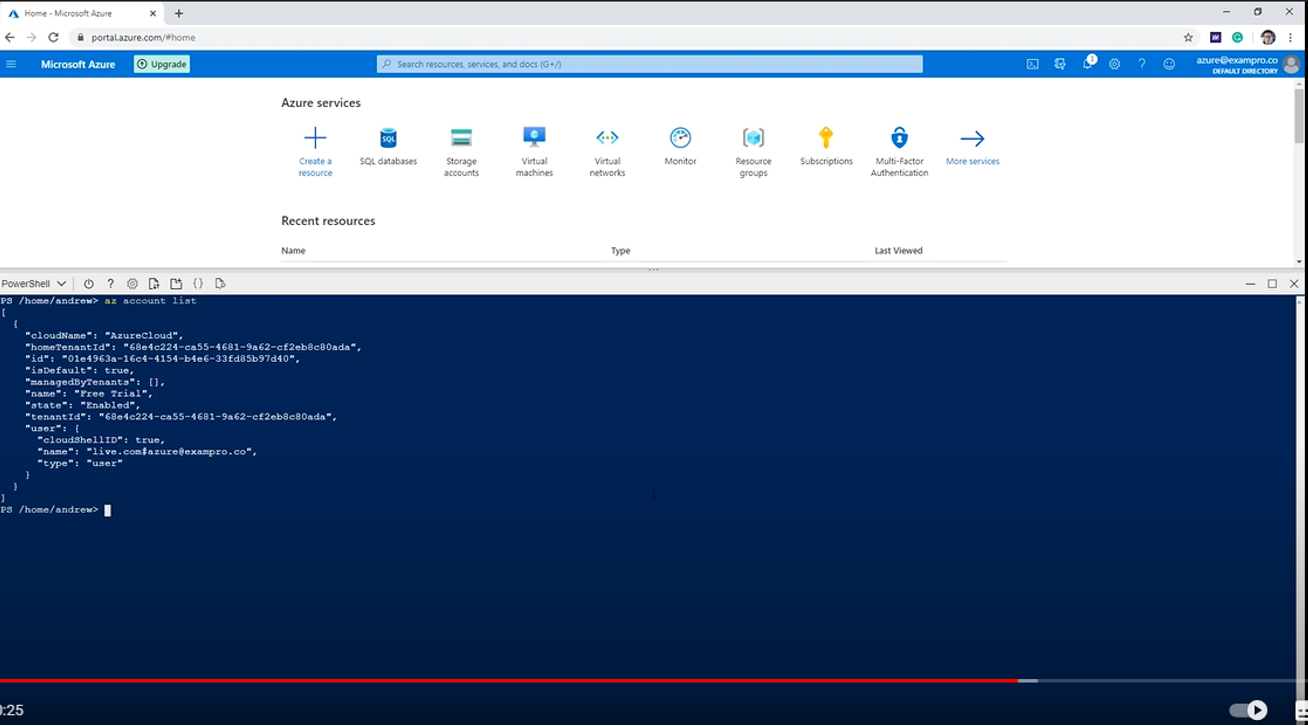 Home - Microsoft Azure
portal.azure.com/#home
Microsoft Azure Upgrade Search resources, services, and docs (G+/) 1 azure@exampro.co
DEFAULT DIRECTORY
Azure services
Create a resource
SQL databases
Storage accounts
Virtual machines
Virtual networks
Monitor
Resource groups
Subscriptions
Multi-Factor Authentication
More services
Recent resources
Name Type Last Viewed
PowerShell
PS /home/andrew> az account list
[
  {
    "cloudName": "AzureCloud",
    "homeTenantId": "68e4c224-ca55-4681-9a62-cf2eb8c80ada",
    "id": "01e4963a-16c4-4154-b4e6-33fd85b97d40",
    "isDefault": true,
    "managedByTenants": [],
    "name": "Free Trial",
    "state": "Enabled",
    "tenantId": "68e4c224-ca55-4681-9a62-cf2eb8c80ada",
    "user": {
      "cloudShellID": true,
      "name": "live.com#azure@exampro.co",
      "type": "user"
    }
  }
]
PS /home/andrew>
:25